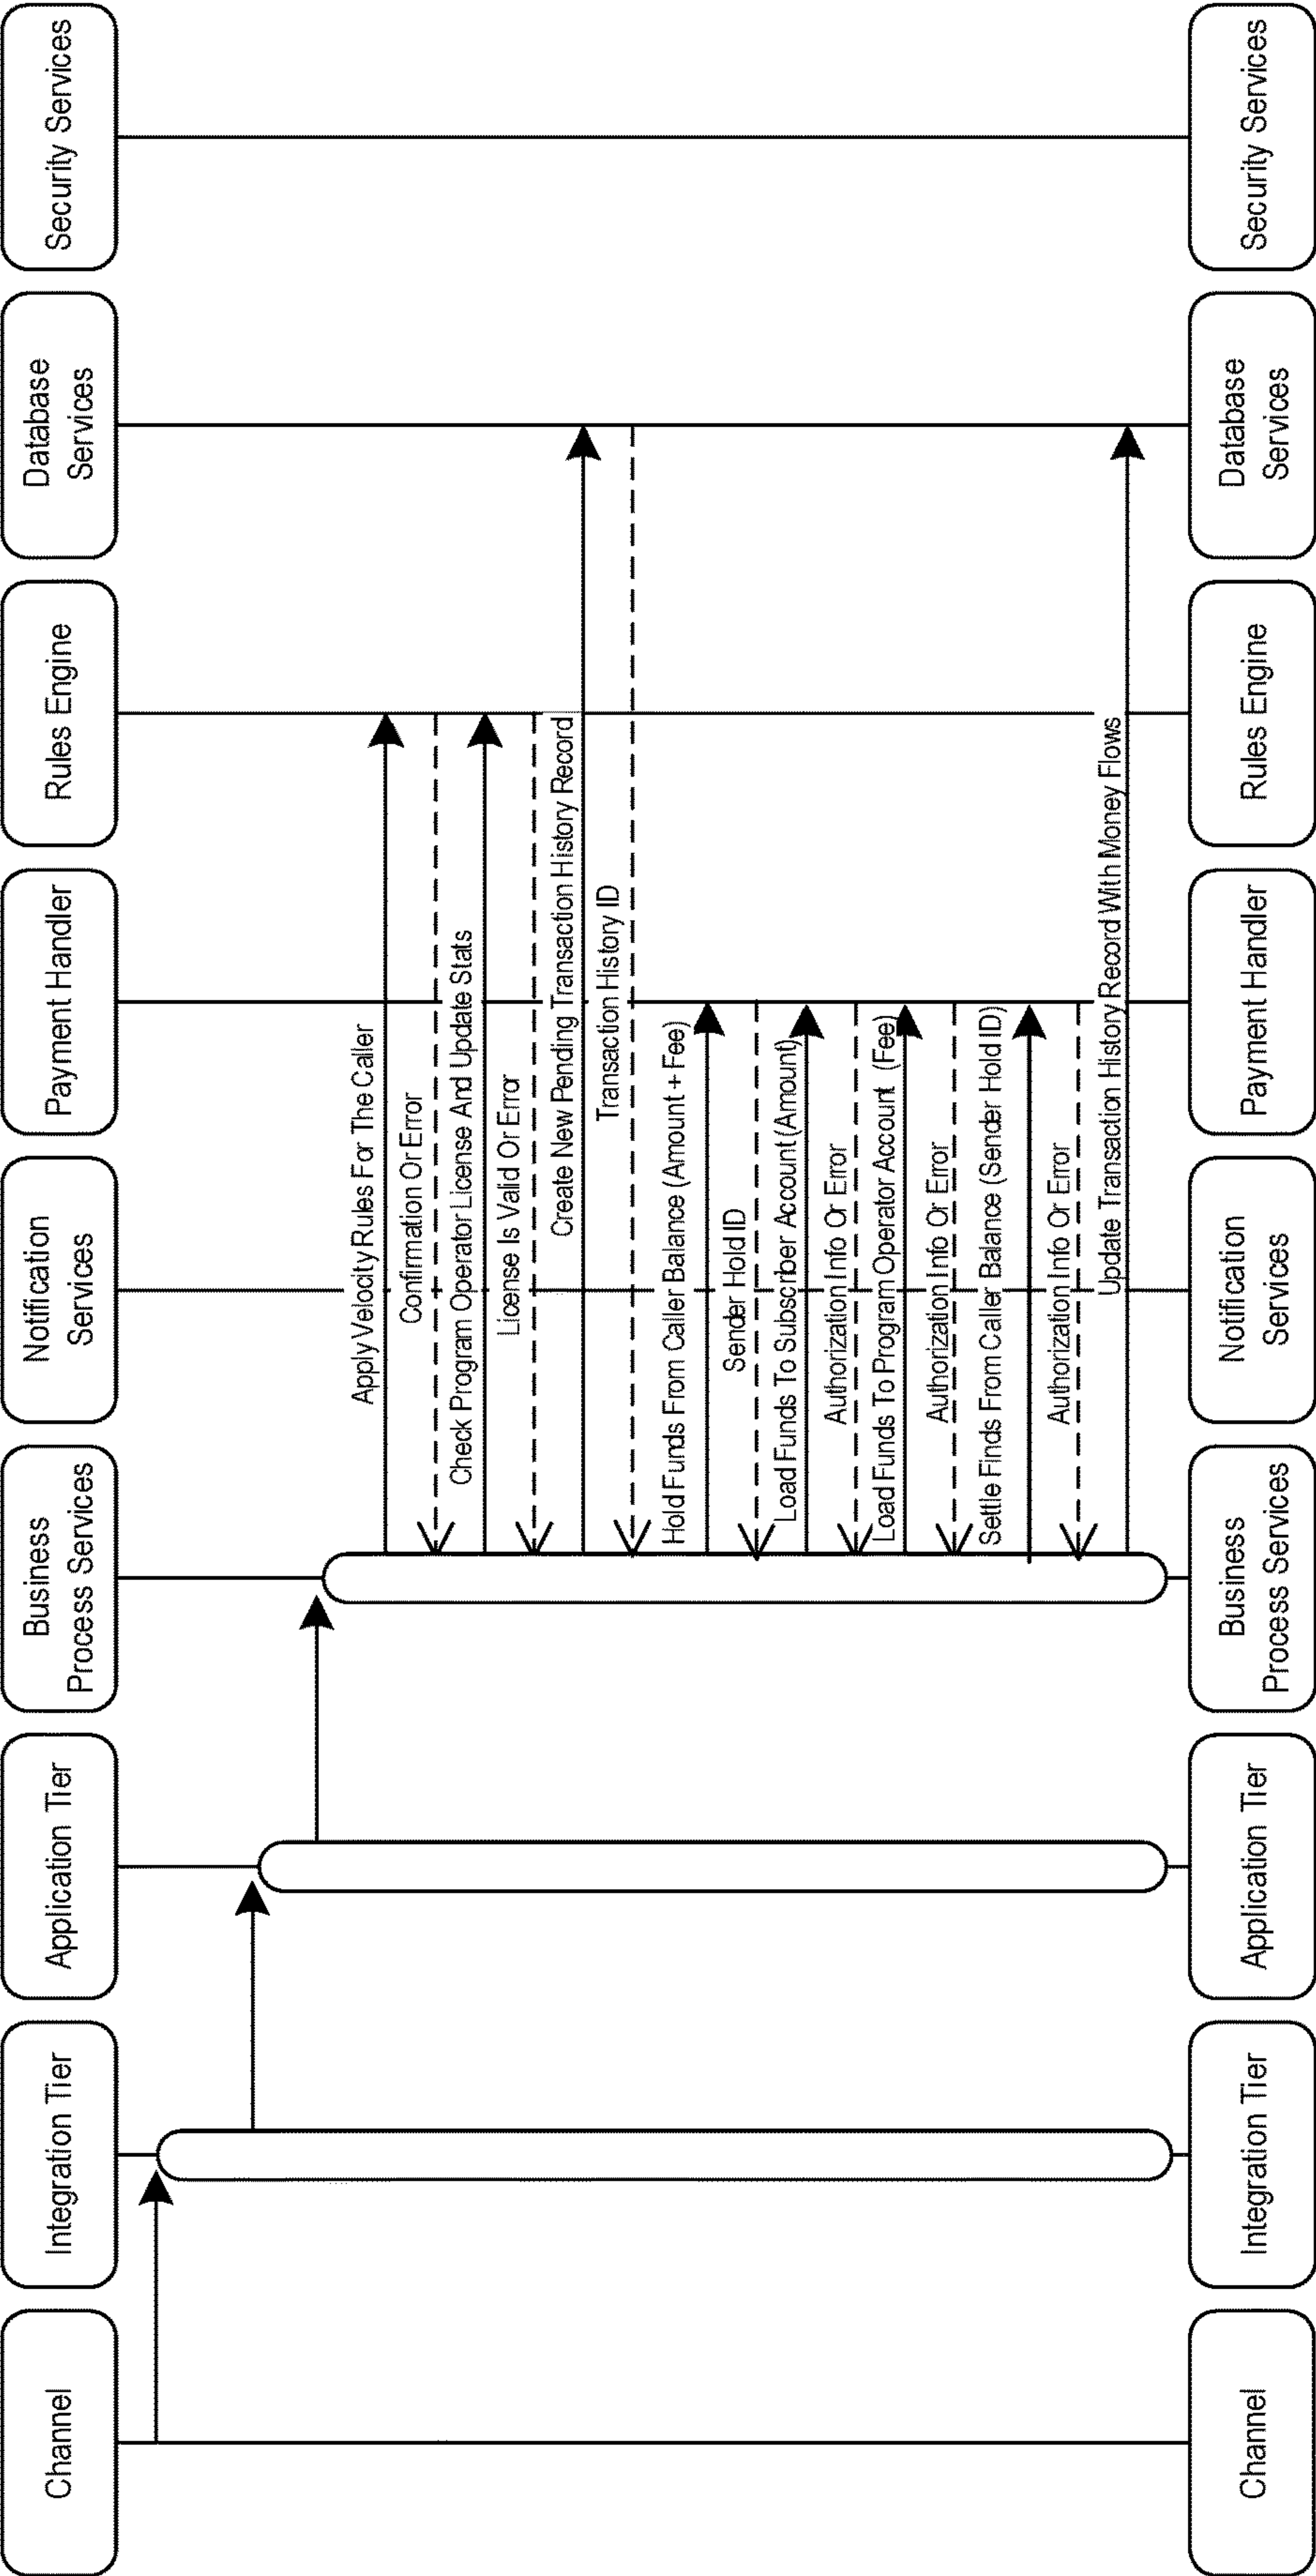 Channel
Integration Tier
Application Tier
Business
Process Services
Notification
Services
Payment Handler
Rules Engine
Database
Services
Security Services
Apply Velocity Rules For The Caller
Confirmation Or Error
Check Program Operator License And Update Stats
License Is Valid Or Error
Create New Pending Transaction History Record
Transaction History ID
Hold Funds From Caller Balance (Amount + Fee)
Sender Hold ID
Load Funds To Subscriber Account (Amount)
Authorization Info Or Error
Load Funds To Program Operator Account (Fee)
Authorization Info Or Error
Settle Finds From Caller Balance (Sender Hold ID)
Authorization Info Or Error
Update Transaction History Record With Money Flows
Channel
Integration Tier
Application Tier
Business
Process Services
Notification
Services
Payment Handler
Rules Engine
Database
Services
Security Services